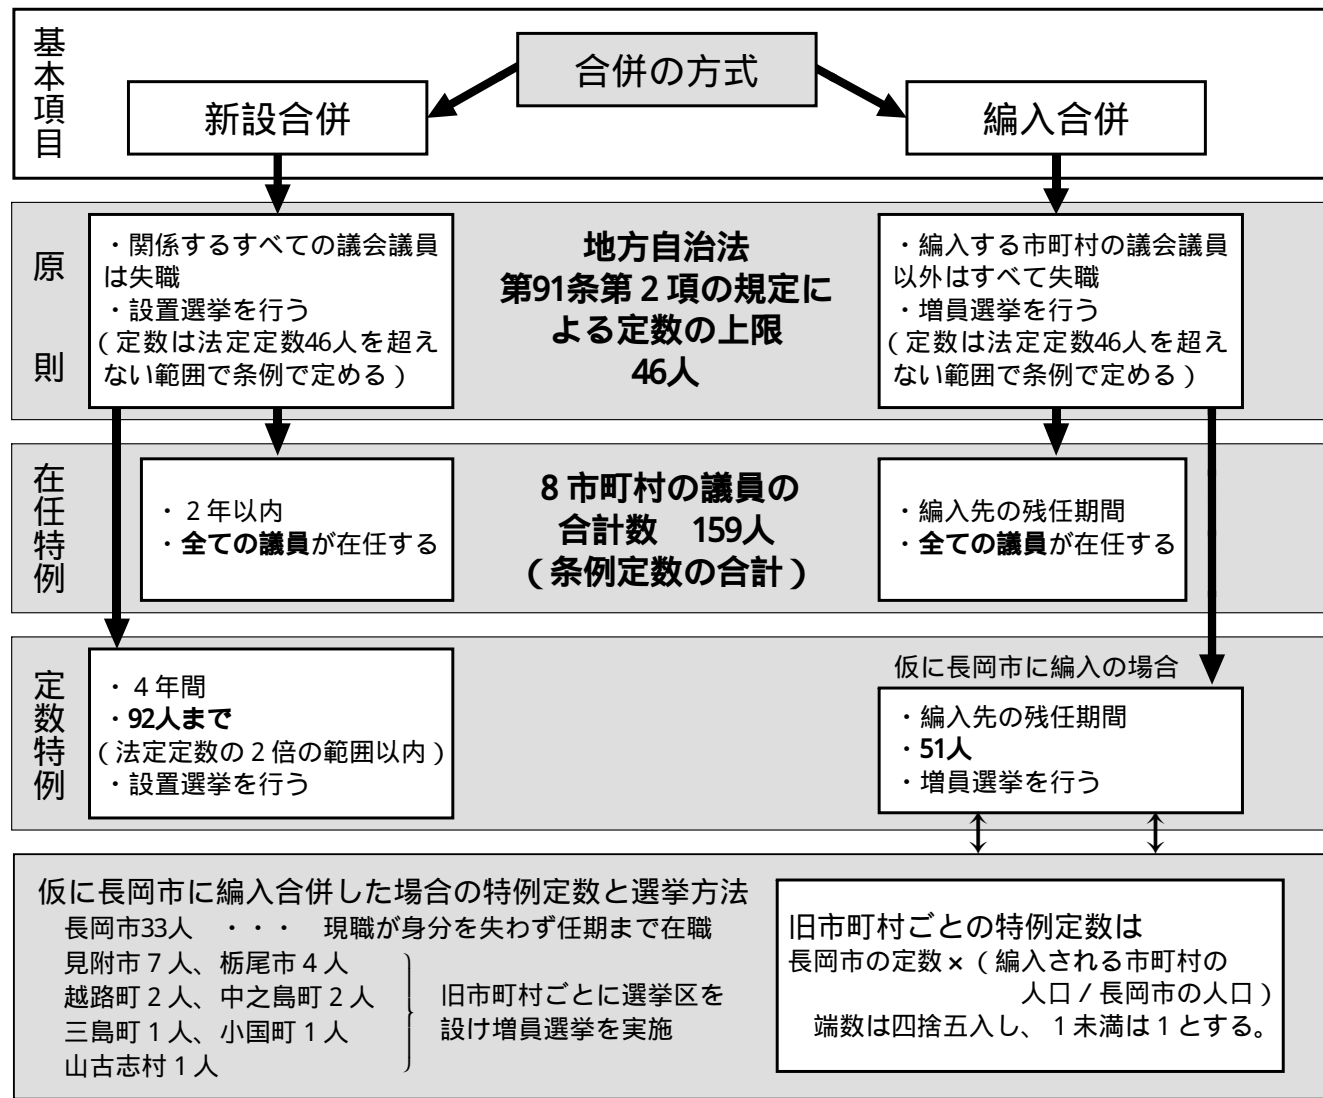 基本項目
合併の方式
新設合併
編入合併
原則
・関係するすべての議会議員
は失職
・設置選挙を行う
（定数は法定定数46人を超え
ない範囲で条例で定める）
地方自治法
第91条第２項の規定に
よる定数の上限
46人
・編入する市町村の議会議員
以外はすべて失職
・増員選挙を行う
（定数は法定定数46人を超え
ない範囲で条例で定める）
在任特例
・２年以内
・全ての議員が在任する
８市町村の議員の
合計数　159人
（条例定数の合計）
・編入先の残任期間
・全ての議員が在任する
定数特例
・４年間
・92人まで
（法定定数の２倍の範囲以内）
・設置選挙を行う
仮に長岡市に編入の場合
・編入先の残任期間
・51人
・増員選挙を行う
仮に長岡市に編入合併した場合の特例定数と選挙方法
長岡市33人　・・・　現職が身分を失わず任期まで在職
見附市７人、栃尾市４人
越路町２人、中之島町２人
三島町１人、小国町１人
山古志村１人
旧市町村ごとに選挙区を
設け増員選挙を実施
旧市町村ごとの特例定数は
長岡市の定数×（編入される市町村の
人口／長岡市の人口）
端数は四捨五入し、１未満は１とする。